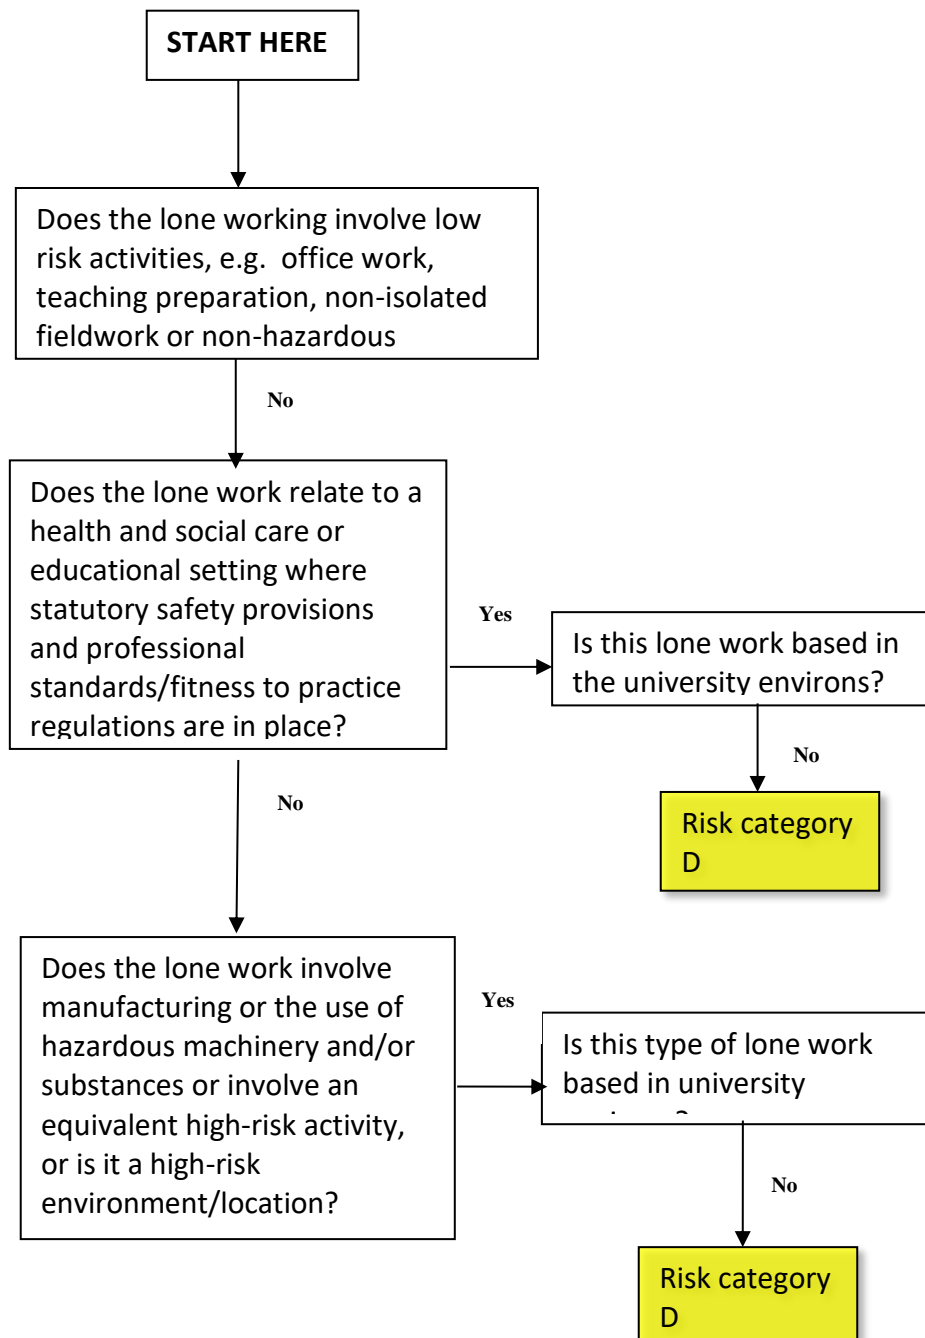 START HERE
Does the lone working involve low
risk activities, e.g. office work,
teaching preparation, non-isolated
fieldwork or non-hazardous
No
Does the lone work relate to a
health and social care or
educational setting where
statutory safety provisions
and professional
standards/fitness to practice
regulations are in place?
Yes
Is this lone work based in
the university environs?
No
Risk category
D
No
Does the lone work involve
manufacturing or the use of
hazardous machinery and/or
substances or involve an
equivalent high-risk activity,
or is it a high-risk
environment/location?
Yes
Is this type of lone work
based in university
No
Risk category
D